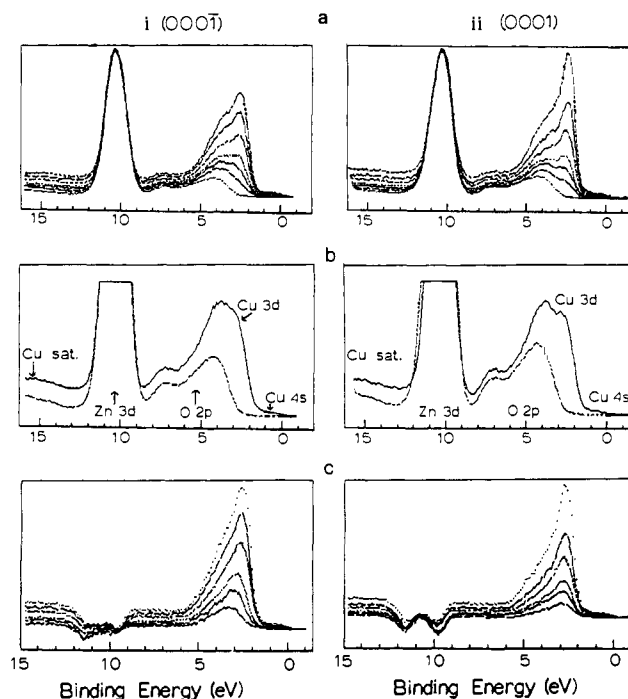 i (0001̄) a ii (0001)
15 10 5 0 15 10 5 0
b
Cu 3d Cu 3d
Cu sat. Cu sat.
Cu 4s Cu 4s
Zn 3d O 2p Zn 3d O 2p
15 10 5 0 15 10 5 0
c
15 10 5 0 15 10 5 0
Binding Energy (eV) Binding Energy (eV)